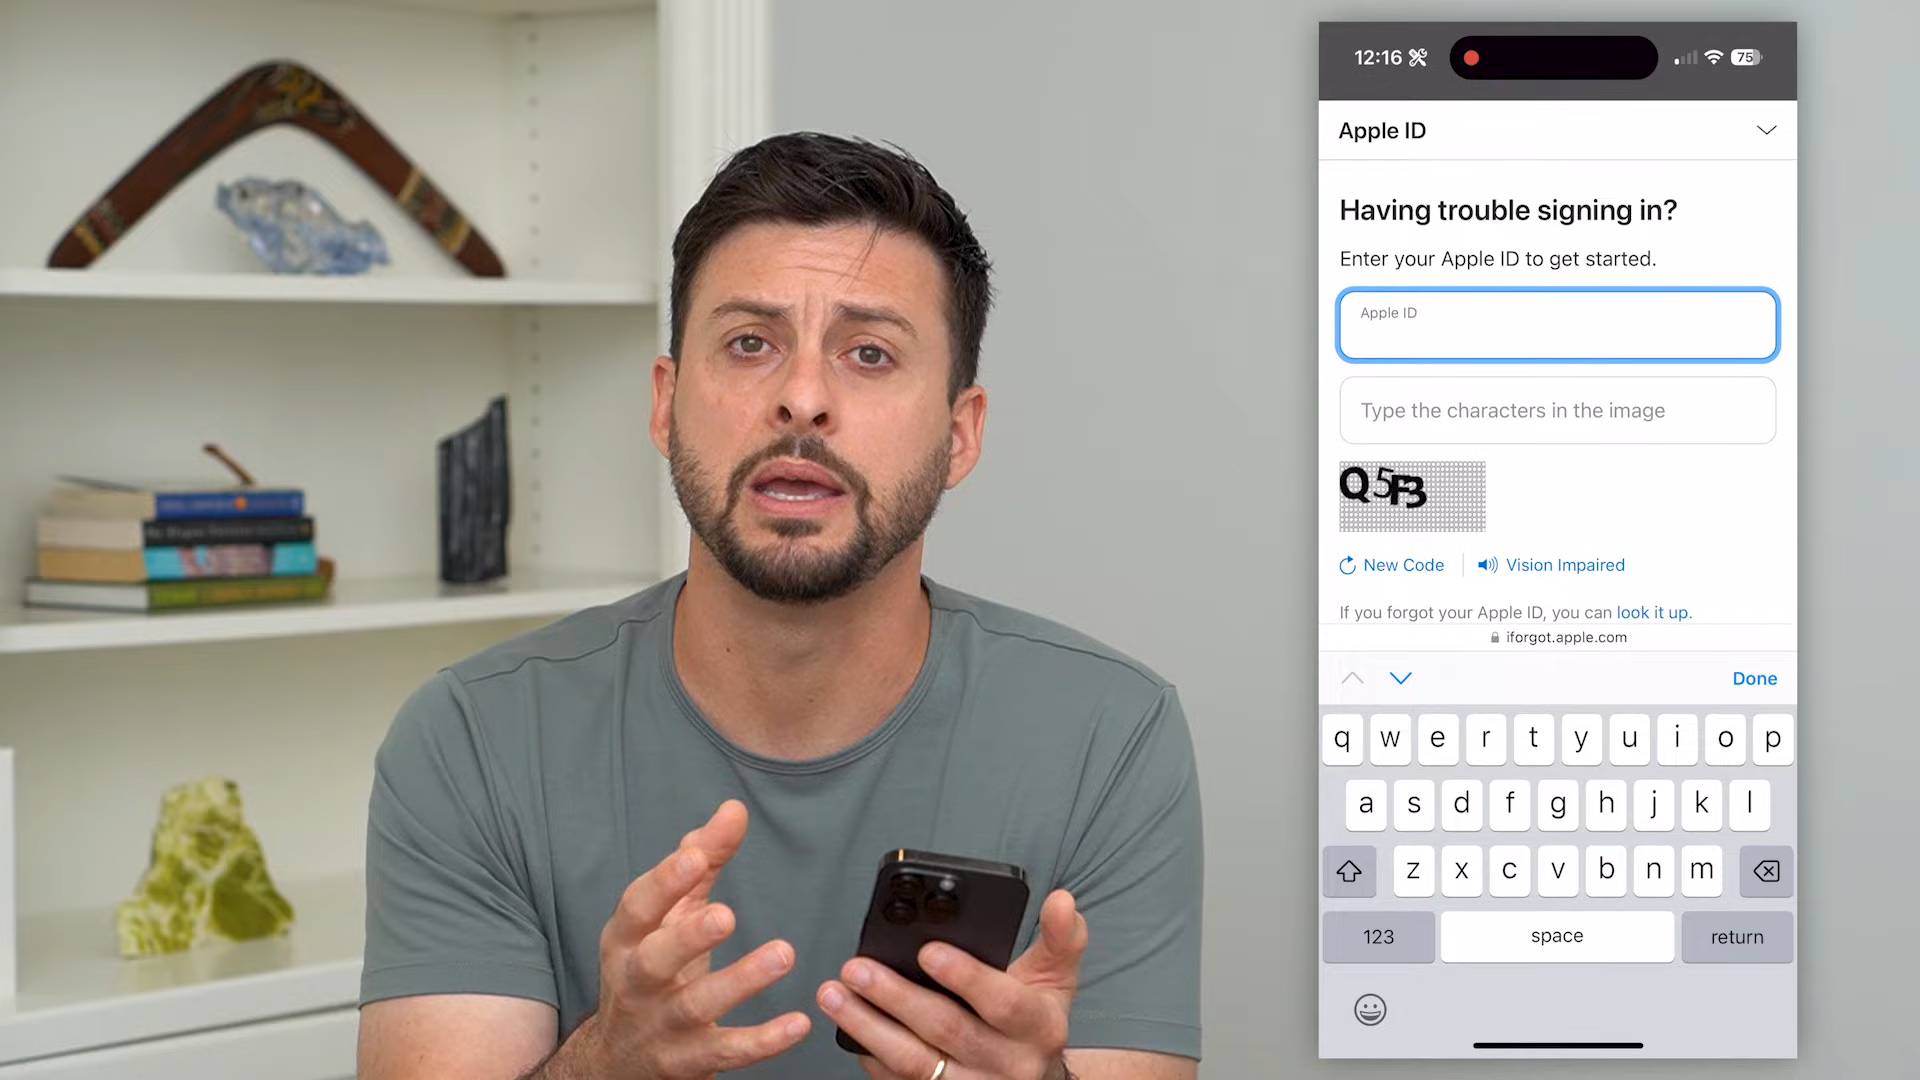 12:16
75
Apple ID
Having trouble signing in?
Enter your Apple ID to get started.
Apple ID
Type the characters in the image
Q5F3
New Code
Vision Impaired
If you forgot your Apple ID, you can look it up.
iforgot.apple.com
Done
q w e r t y u i o p
a s d f g h j k l
z x c v b n m
123 space return